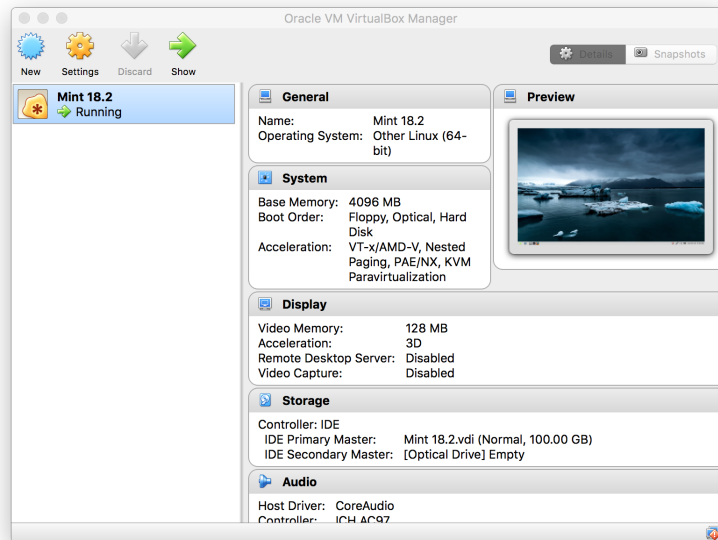 Oracle VM VirtualBox Manager
New
Settings
Discard
Show
Details
Snapshots
Mint 18.2
Running
General
Name: Mint 18.2
Operating System: Other Linux (64-
bit)
Preview
System
Base Memory: 4096 MB
Boot Order: Floppy, Optical, Hard
Disk
Acceleration: VT-x/AMD-V, Nested
Paging, PAE/NX, KVM
Paravirtualization
Display
Video Memory: 128 MB
Acceleration: 3D
Remote Desktop Server: Disabled
Video Capture: Disabled
Storage
Controller: IDE
IDE Primary Master: Mint 18.2.vdi (Normal, 100.00 GB)
IDE Secondary Master: [Optical Drive] Empty
Audio
Host Driver: CoreAudio
Controller: ICH AC97